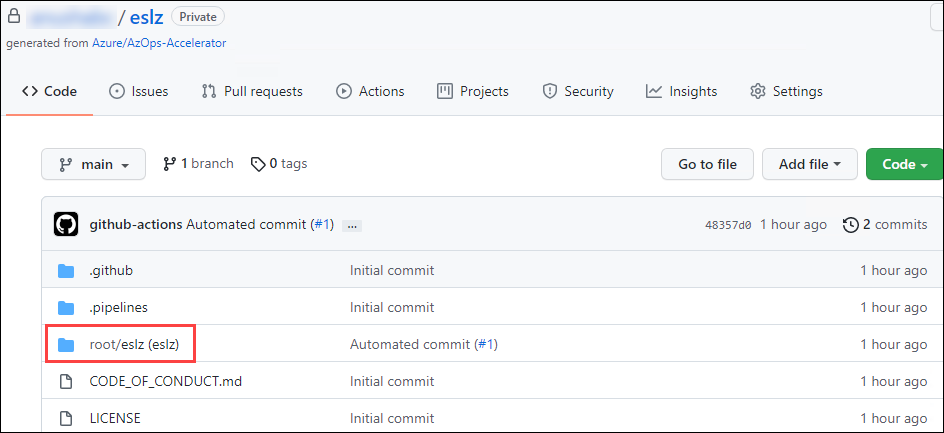 / eslz Private
generated from Azure/AzOps-Accelerator
Code Issues Pull requests Actions Projects Security Insights Settings
main 1 branch 0 tags Go to file Add file Code
github-actions Automated commit (#1) ... 48357d0 1 hour ago 2 commits
.github Initial commit 1 hour ago
.pipelines Initial commit 1 hour ago
root/eslz (eslz) Automated commit (#1) 1 hour ago
CODE_OF_CONDUCT.md Initial commit 1 hour ago
LICENSE Initial commit 1 hour ago